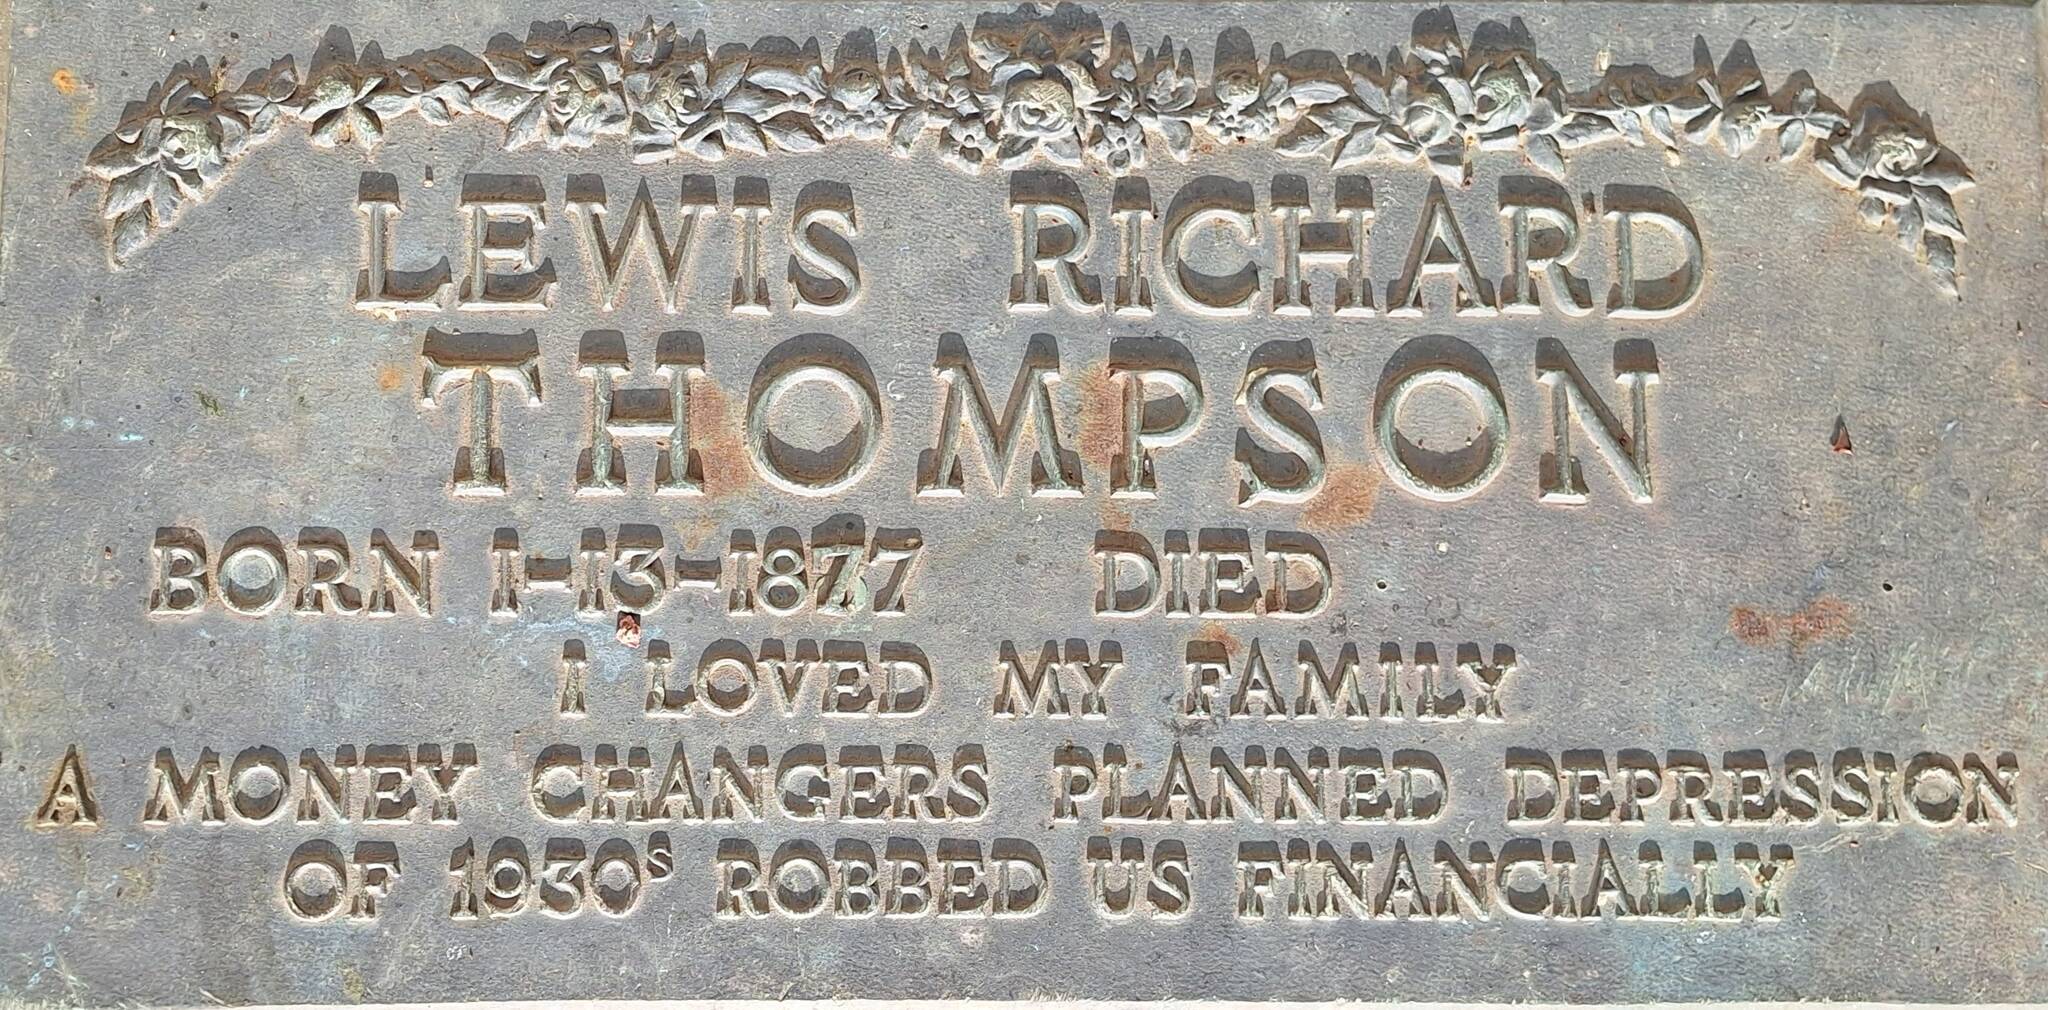 LEWIS RICHARD
THOMPSON
BORN 1-13-1877 DIED
I LOVED MY FAMILY
A MONEY CHANGERS PLANNED DEPRESSION
OF 1930S ROBBED US FINANCIALLY